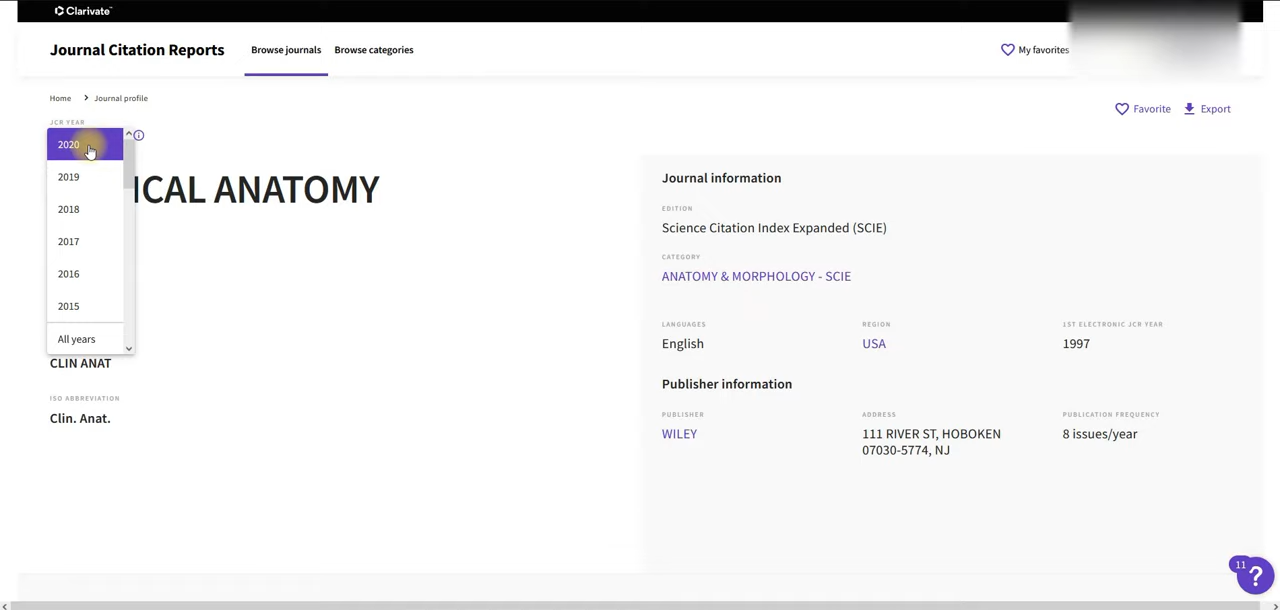 Clarivate™
Journal Citation Reports
Browse journals
Browse categories
My favorites
Home > Journal profile
Favorite
Export
JCR YEAR
2020
2019
2018
2017
2016
2015
All years
ICAL ANATOMY
CLIN ANAT
ISO ABBREVIATION
Clin. Anat.
Journal information
EDITION
Science Citation Index Expanded (SCIE)
CATEGORY
ANATOMY & MORPHOLOGY - SCIE
LANGUAGES
English
REGION
USA
1ST ELECTRONIC JCR YEAR
1997
Publisher information
PUBLISHER
WILEY
ADDRESS
111 RIVER ST, HOBOKEN
07030-5774, NJ
PUBLICATION FREQUENCY
8 issues/year
11
?